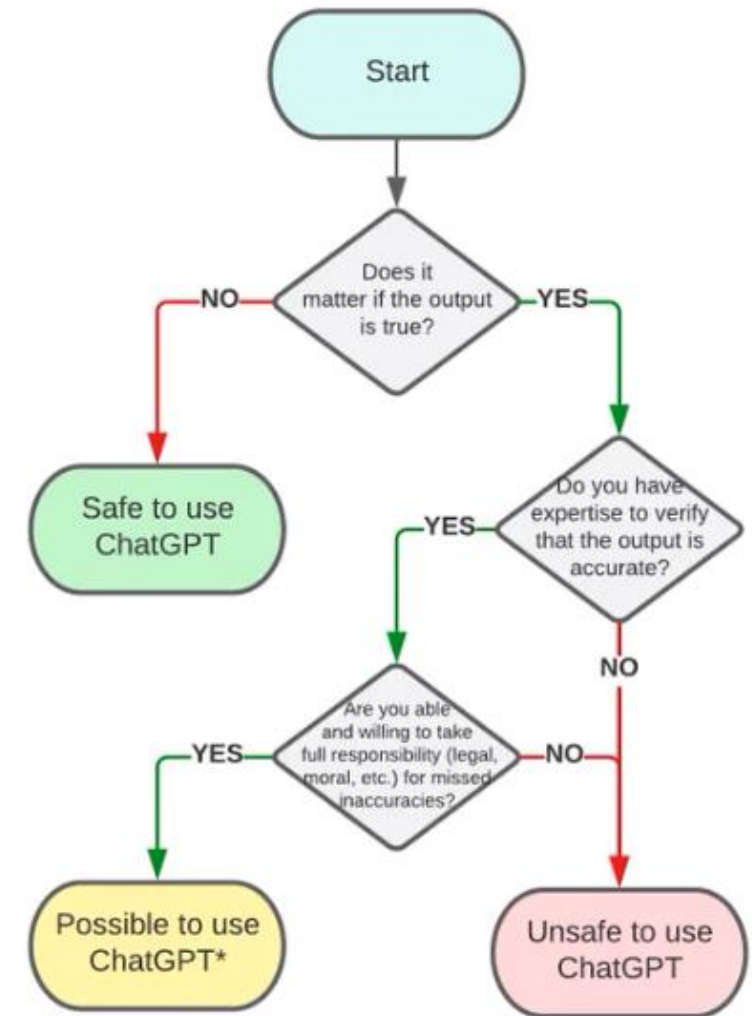 Start
Does it
matter if the output
is true?
NO
YES
Safe to use
ChatGPT
Do you have
expertise to verify
that the output is
accurate?
YES
NO
Are you able
and willing to take
full responsibility (legal,
moral, etc.) for missed
inaccuracies?
YES
NO
Possible to use
ChatGPT*
Unsafe to use
ChatGPT